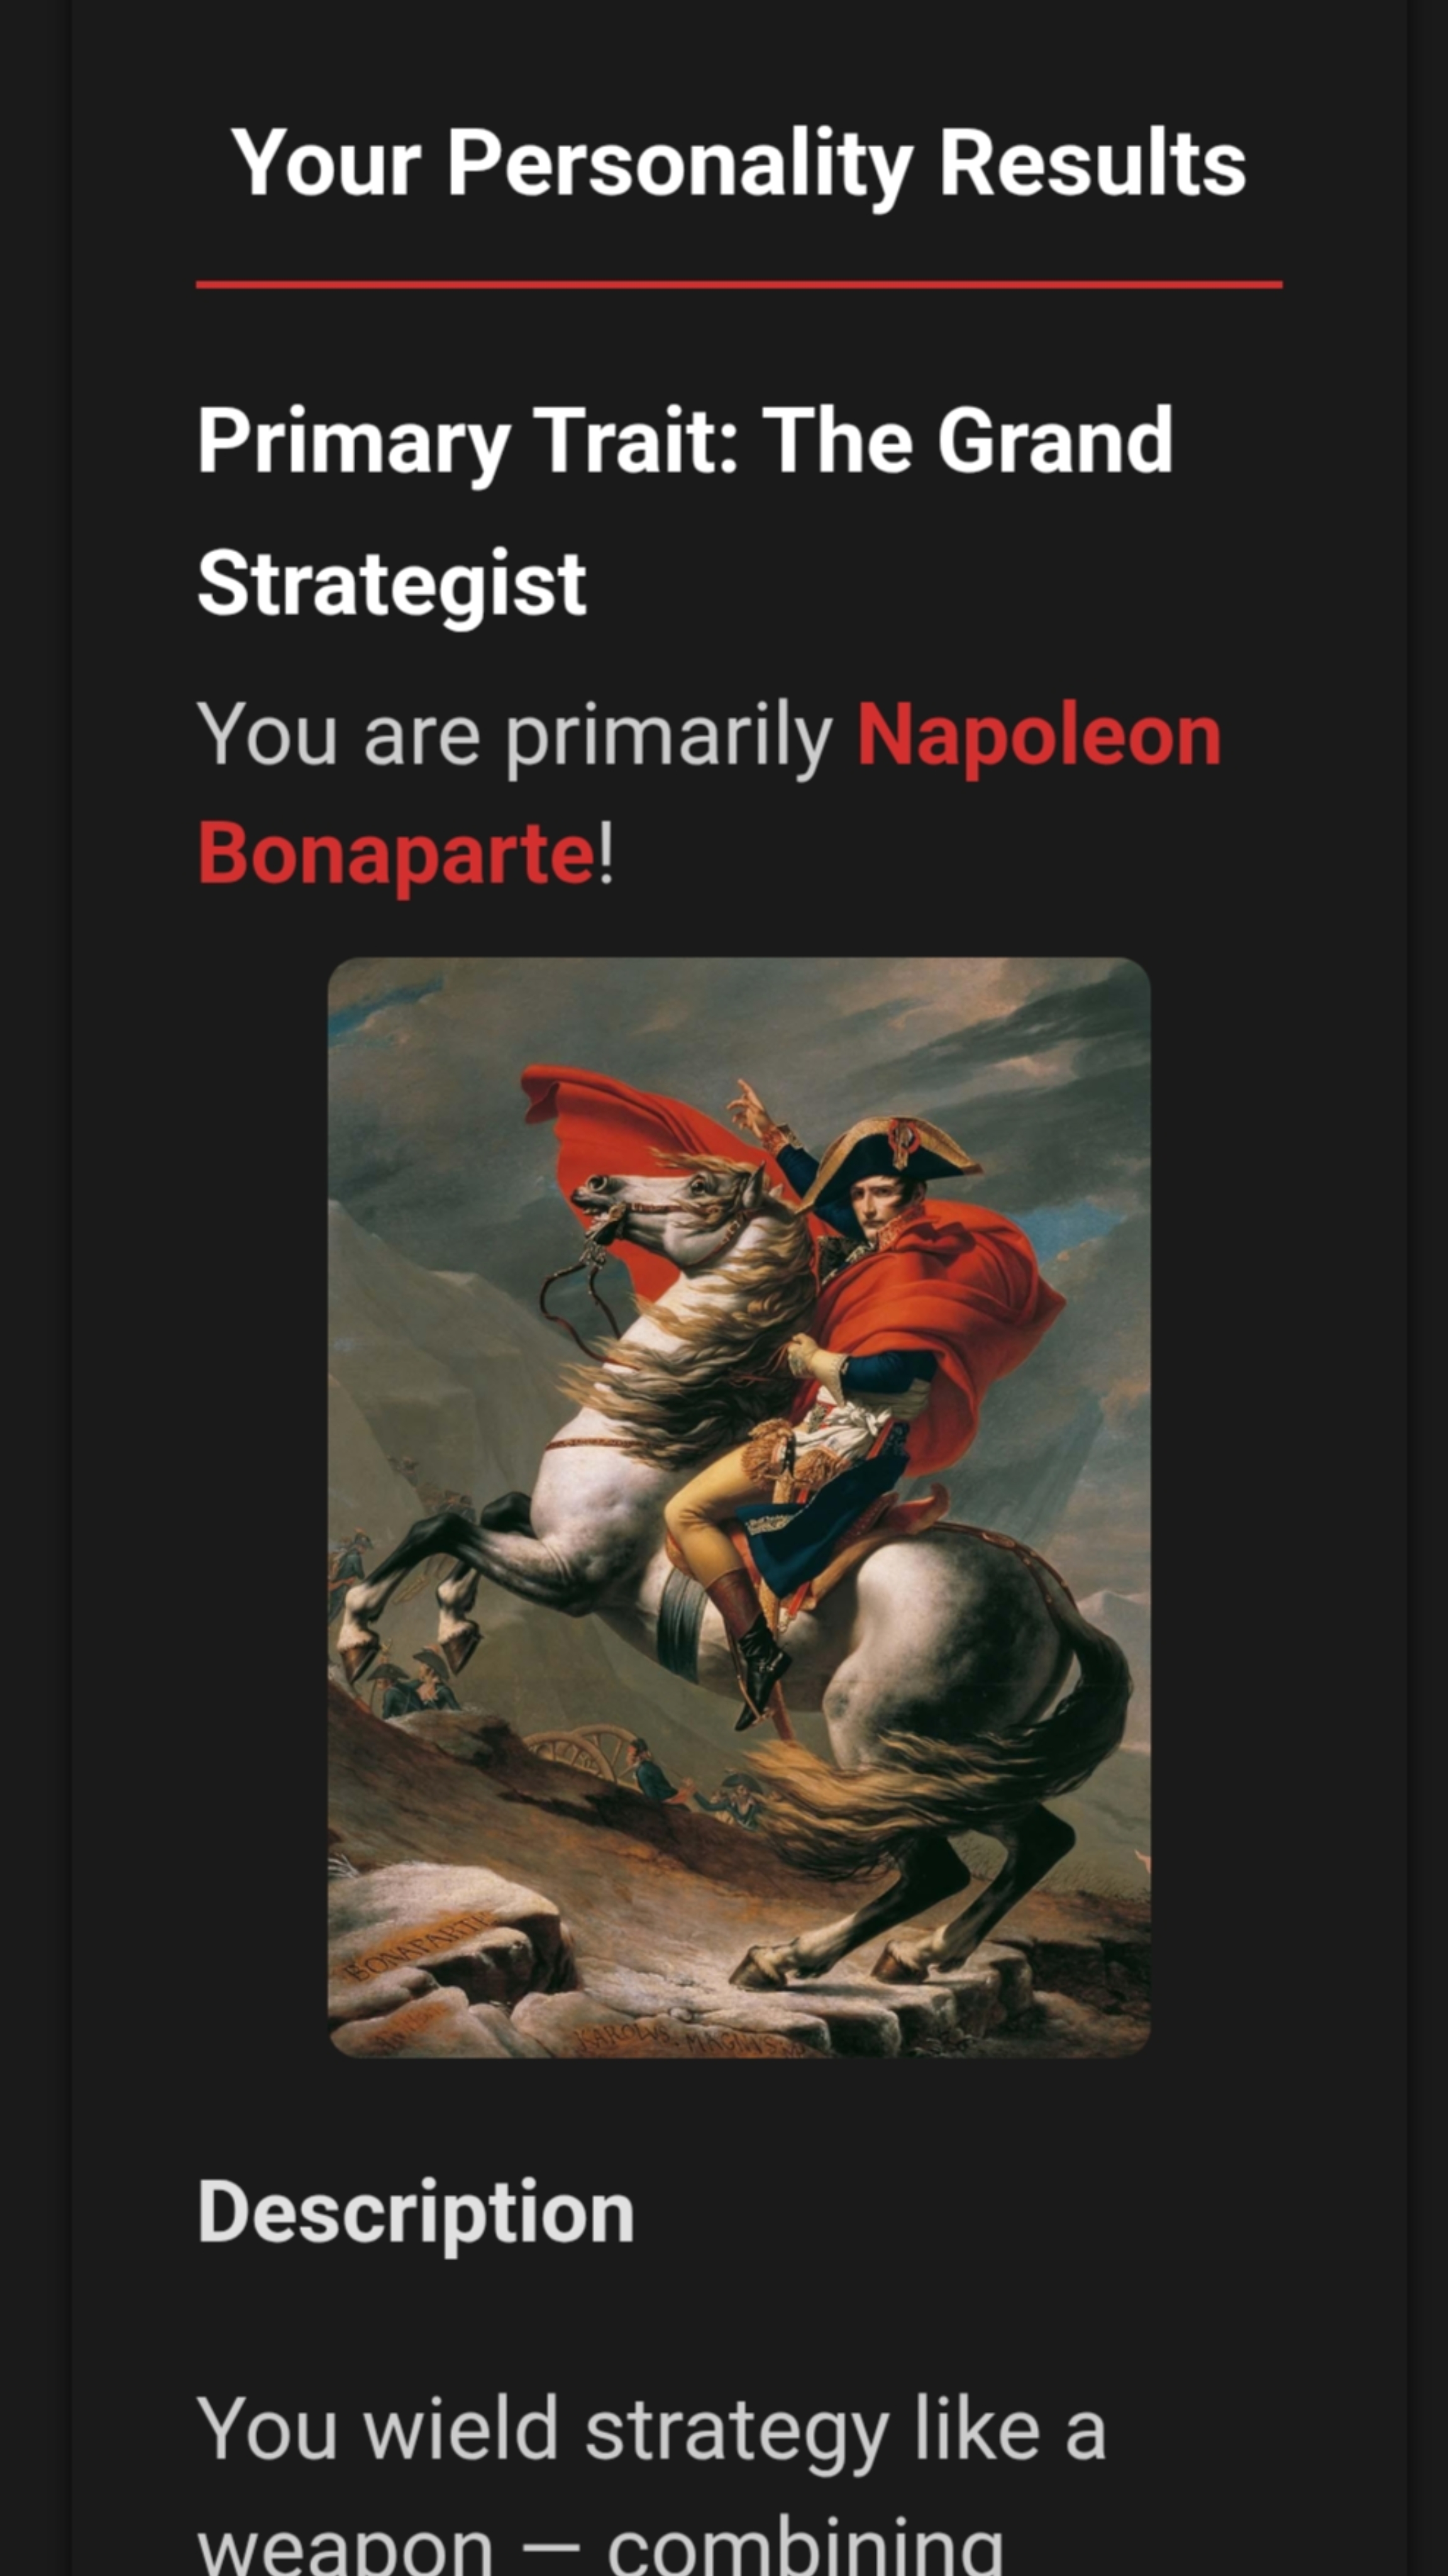 Your Personality Results
Primary Trait: The Grand
Strategist
You are primarily Napoleon
Bonaparte!
BONAPARTE
KAROLVS MAGNVS
Description
You wield strategy like a
weapon — combining